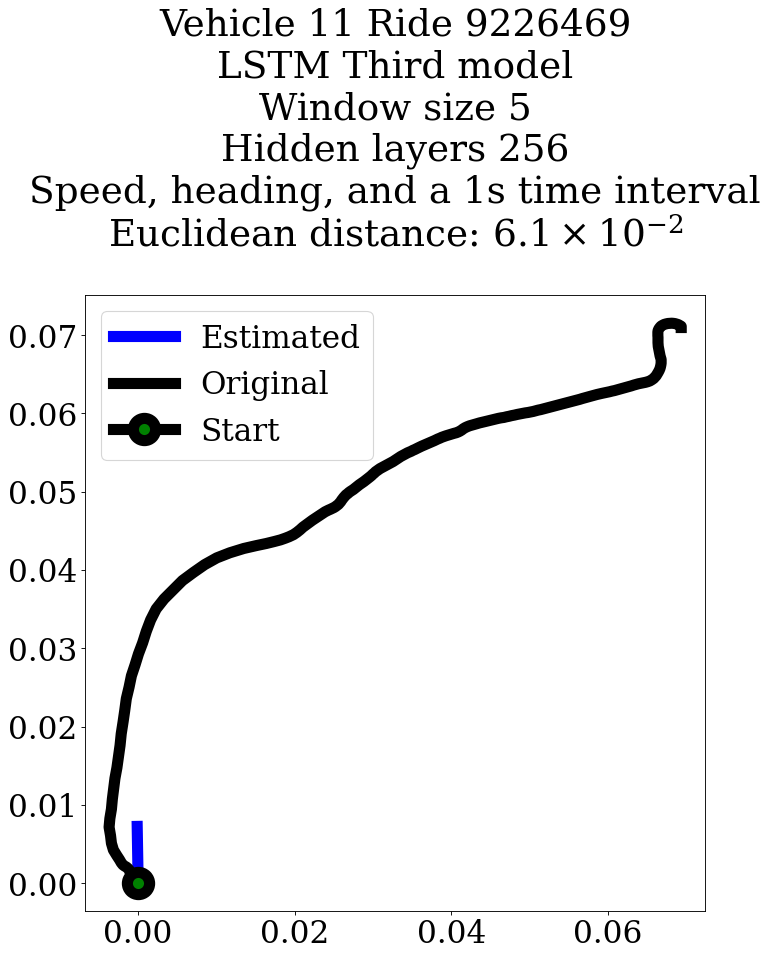 Vehicle 11 Ride 9226469
LSTM Third model
Window size 5
Hidden layers 256
Speed, heading, and a 1s time interval
Euclidean distance: 6.1 × 10⁻²
Estimated
Original
Start
0.07
0.06
0.05
0.04
0.03
0.02
0.01
0.00
0.00 0.02 0.04 0.06